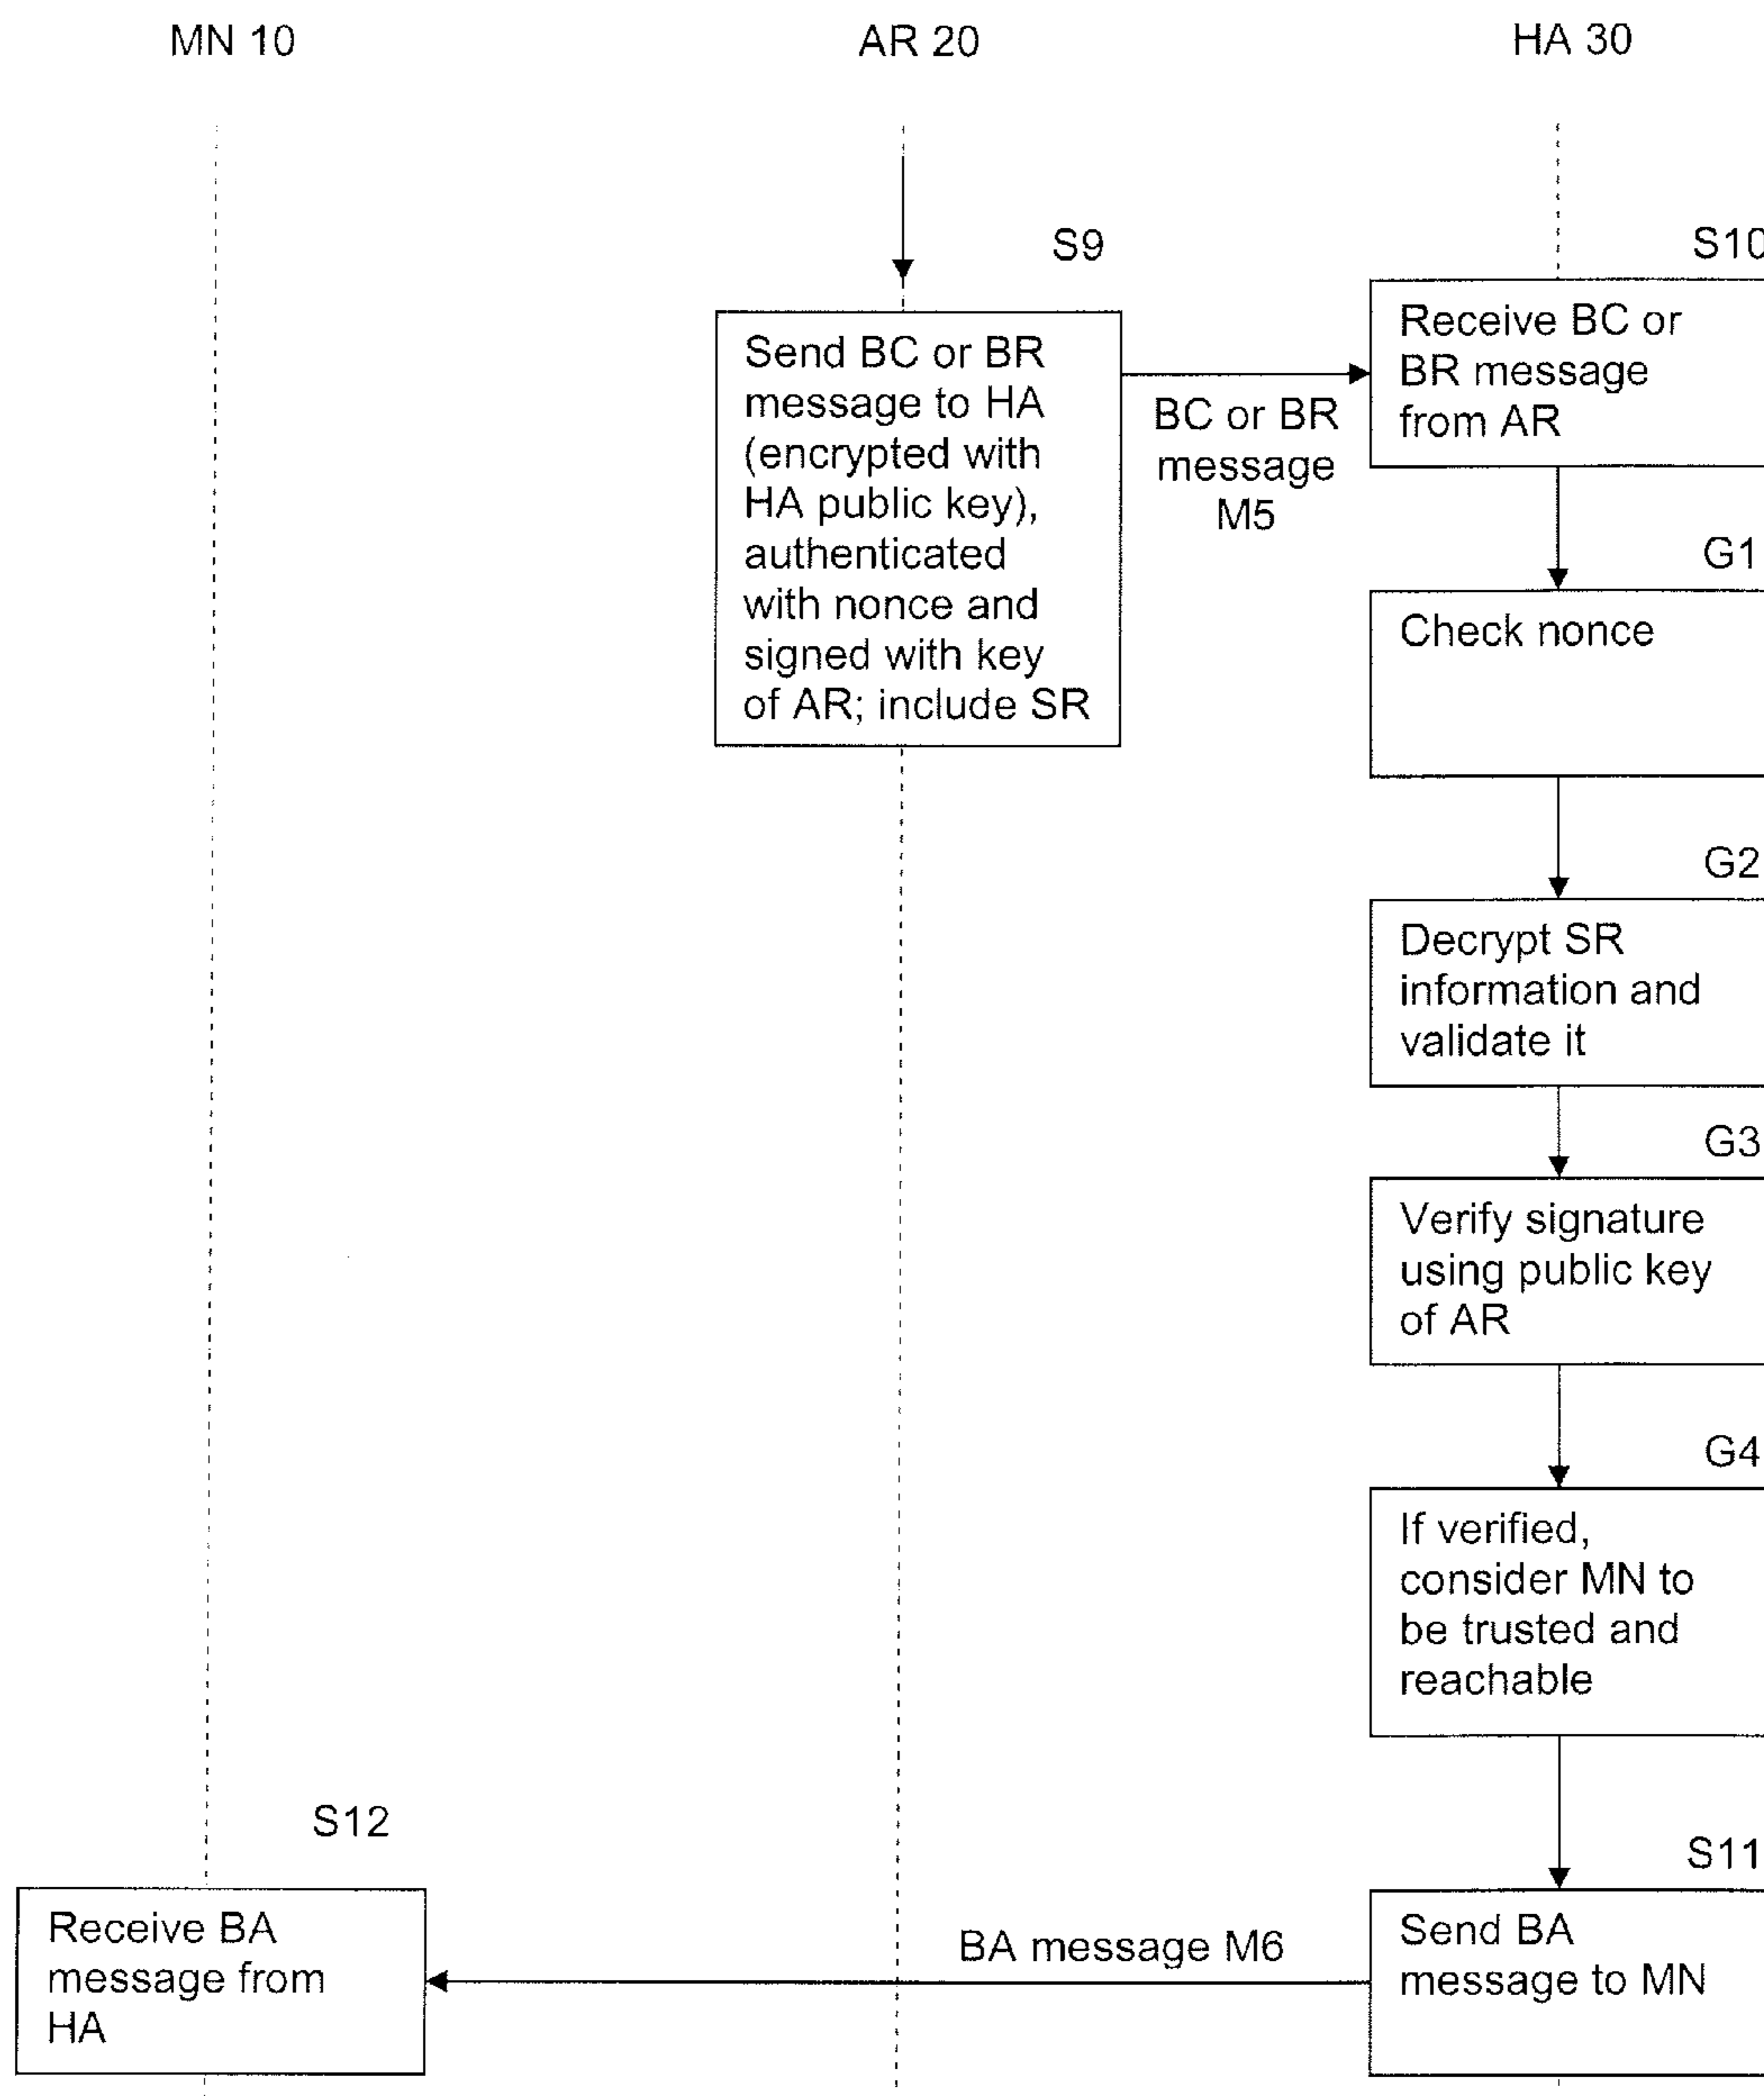 MN 10
AR 20
HA 30
S9
S10
Send BC or BR
message to HA
(encrypted with
HA public key),
authenticated
with nonce and
signed with key
of AR; include SR
BC or BR
message
M5
Receive BC or
BR message
from AR
G1
Check nonce
G2
Decrypt SR
information and
validate it
G3
Verify signature
using public key
of AR
G4
If verified,
consider MN to
be trusted and
reachable
S12
S11
Receive BA
message from
HA
BA message M6
Send BA
message to MN